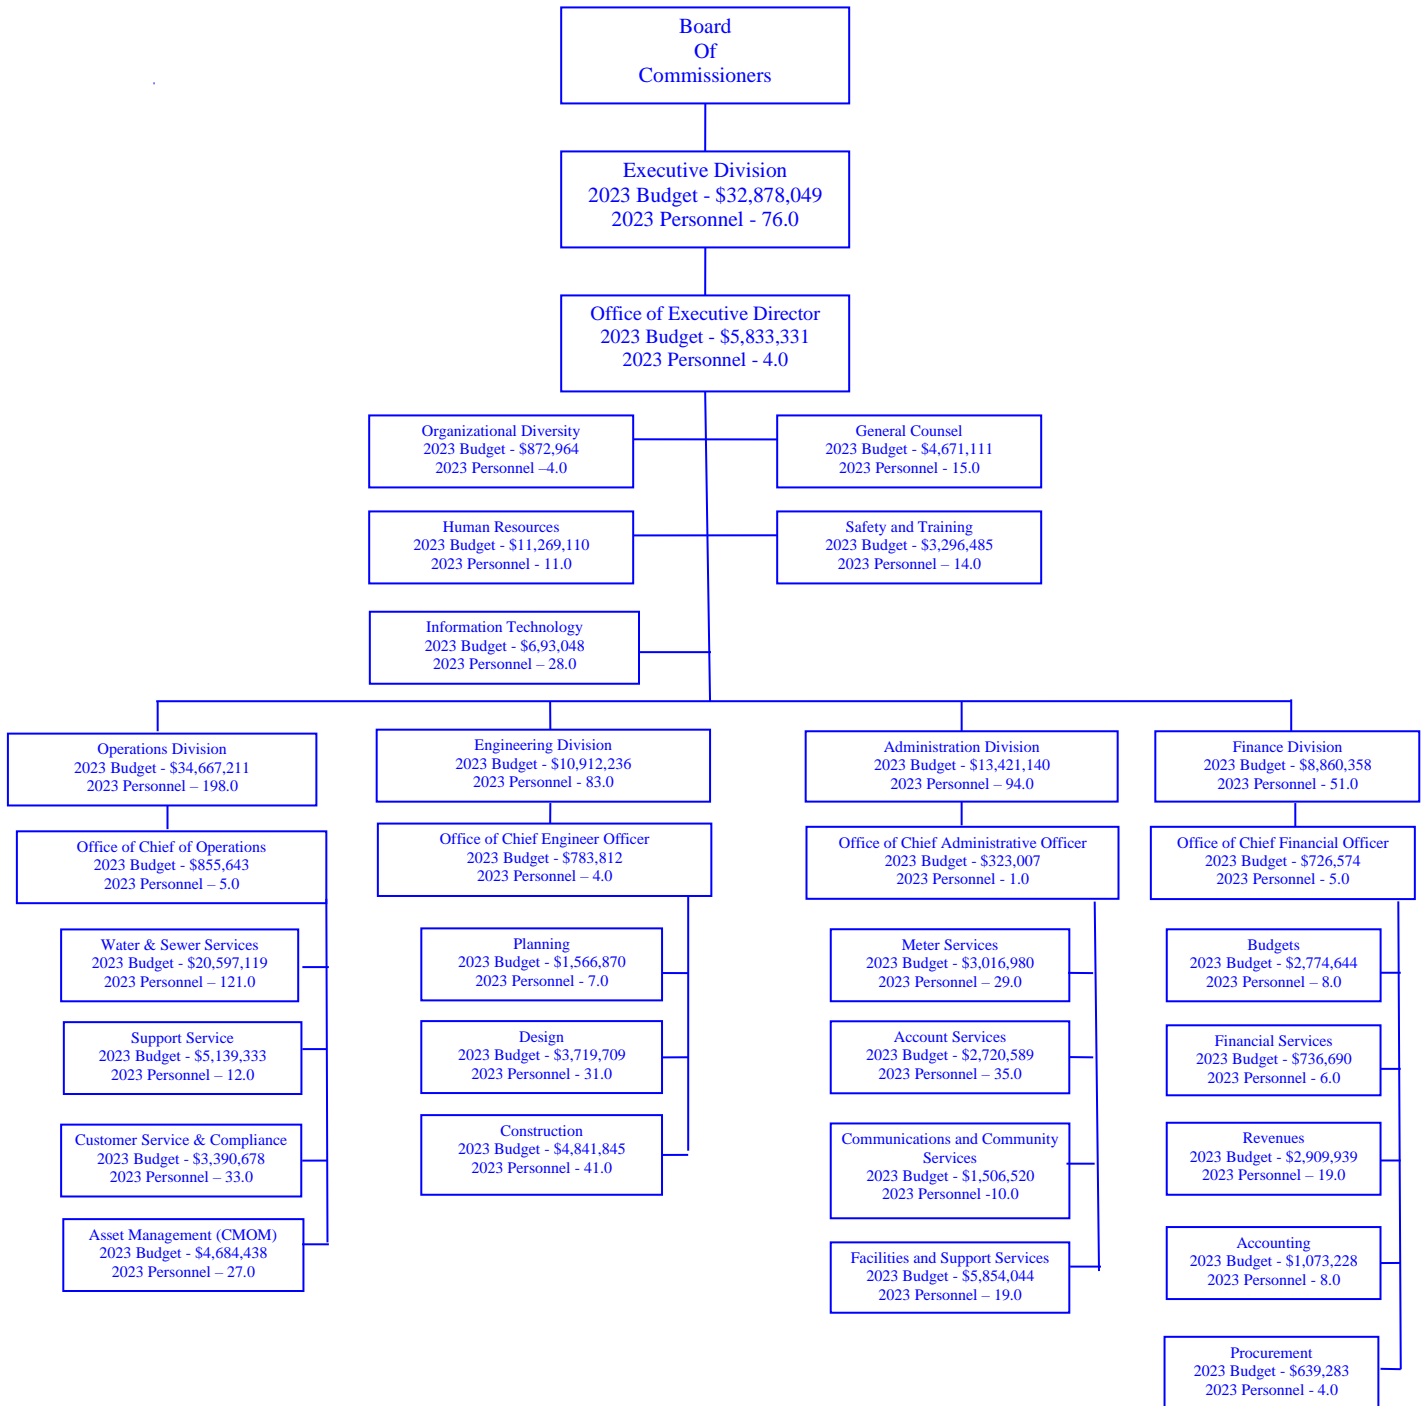 Board
Of
Commissioners
Executive Division
2023 Budget - $32,878,049
2023 Personnel - 76.0
Office of Executive Director
2023 Budget - $5,833,331
2023 Personnel - 4.0
Organizational Diversity
2023 Budget - $872,964
2023 Personnel –4.0
General Counsel
2023 Budget - $4,671,111
2023 Personnel - 15.0
Human Resources
2023 Budget - $11,269,110
2023 Personnel - 11.0
Safety and Training
2023 Budget - $3,296,485
2023 Personnel – 14.0
Information Technology
2023 Budget - $6,93,048
2023 Personnel – 28.0
Operations Division
2023 Budget - $34,667,211
2023 Personnel – 198.0
Engineering Division
2023 Budget - $10,912,236
2023 Personnel - 83.0
Administration Division
2023 Budget - $13,421,140
2023 Personnel – 94.0
Finance Division
2023 Budget - $8,860,358
2023 Personnel - 51.0
Office of Chief of Operations
2023 Budget - $855,643
2023 Personnel – 5.0
Office of Chief Engineer Officer
2023 Budget - $783,812
2023 Personnel – 4.0
Office of Chief Administrative Officer
2023 Budget - $323,007
2023 Personnel - 1.0
Office of Chief Financial Officer
2023 Budget - $726,574
2023 Personnel - 5.0
Water & Sewer Services
2023 Budget - $20,597,119
2023 Personnel – 121.0
Planning
2023 Budget - $1,566,870
2023 Personnel - 7.0
Meter Services
2023 Budget - $3,016,980
2023 Personnel – 29.0
Budgets
2023 Budget - $2,774,644
2023 Personnel – 8.0
Support Service
2023 Budget - $5,139,333
2023 Personnel – 12.0
Design
2023 Budget - $3,719,709
2023 Personnel - 31.0
Account Services
2023 Budget - $2,720,589
2023 Personnel – 35.0
Financial Services
2023 Budget - $736,690
2023 Personnel - 6.0
Customer Service & Compliance
2023 Budget - $3,390,678
2023 Personnel – 33.0
Construction
2023 Budget - $4,841,845
2023 Personnel - 41.0
Communications and Community
Services
2023 Budget - $1,506,520
2023 Personnel -10.0
Revenues
2023 Budget - $2,909,939
2023 Personnel – 19.0
Asset Management (CMOM)
2023 Budget - $4,684,438
2023 Personnel – 27.0
Facilities and Support Services
2023 Budget - $5,854,044
2023 Personnel – 19.0
Accounting
2023 Budget - $1,073,228
2023 Personnel - 8.0
Procurement
2023 Budget - $639,283
2023 Personnel - 4.0